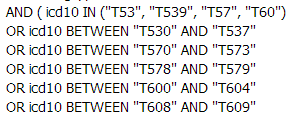 AND ( icd10 IN ("T53", "T539", "T57", "T60")
OR icd10 BETWEEN "T530" AND "T537"
OR icd10 BETWEEN "T570" AND "T573"
OR icd10 BETWEEN "T578" AND "T579"
OR icd10 BETWEEN "T600" AND "T604"
OR icd10 BETWEEN "T608" AND "T609"